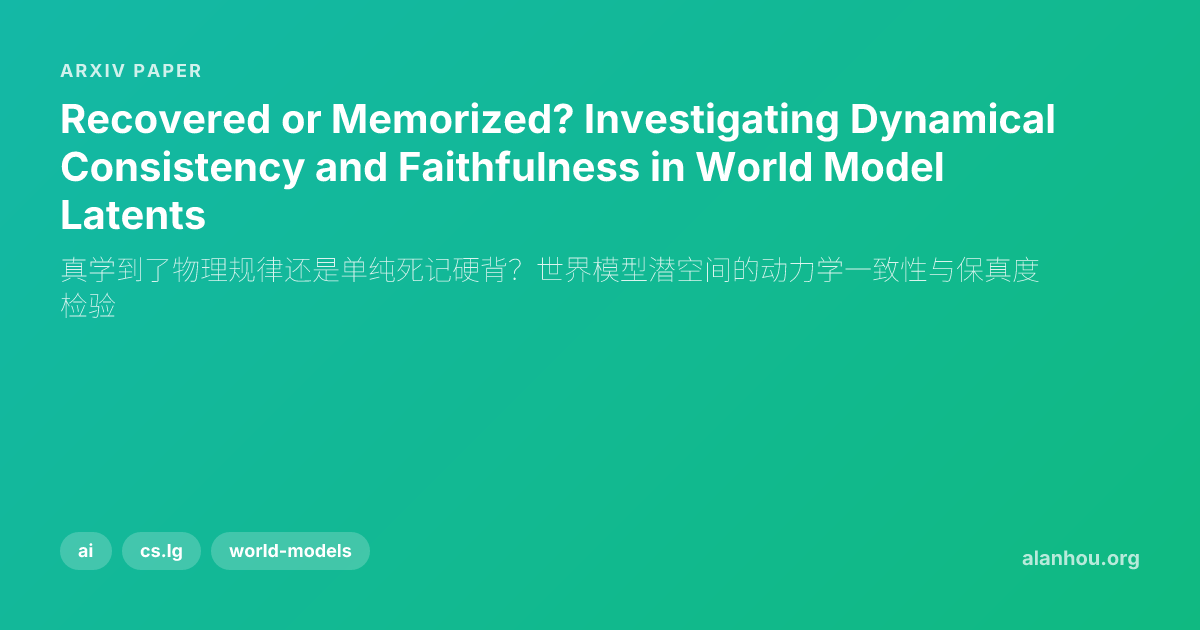 ARXIV PAPER
Recovered or Memorized? Investigating Dynamical
Consistency and Faithfulness in World Model
Latents
真学到了物理规律还是单纯死记硬背？世界模型潜空间的动力学一致性与保真度
检验
ai
cs.lg
world-models
alanhou.org